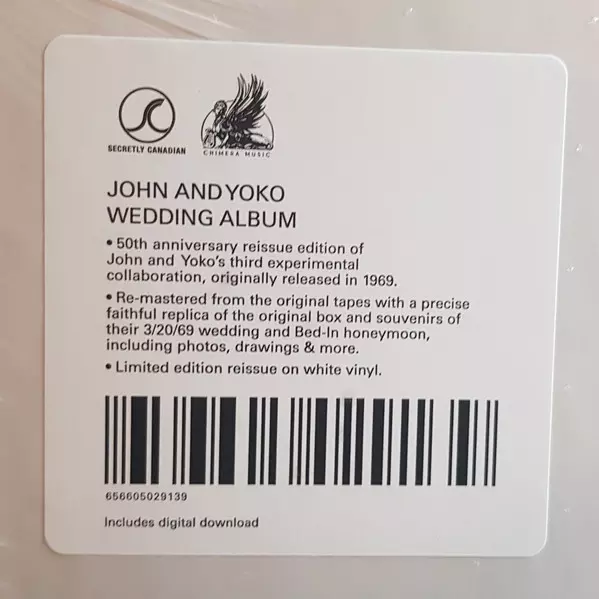 SECRETLY CANADIAN
CHIMERA MUSIC
JOHN AND YOKO
WEDDING ALBUM
• 50th anniversary reissue edition of
John and Yoko's third experimental
collaboration, originally released in 1969.
• Re-mastered from the original tapes with a precise
faithful replica of the original box and souvenirs of
their 3/20/69 wedding and Bed-In honeymoon,
including photos, drawings & more.
• Limited edition reissue on white vinyl.
656605029139
Includes digital download